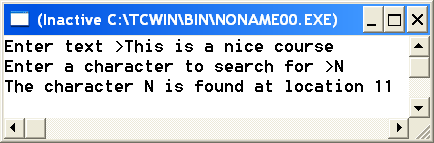 (Inactive C:\TCWIN\BIN\NONAME00.EXE)
Enter text >This is a nice course
Enter a character to search for >N
The character N is found at location 11